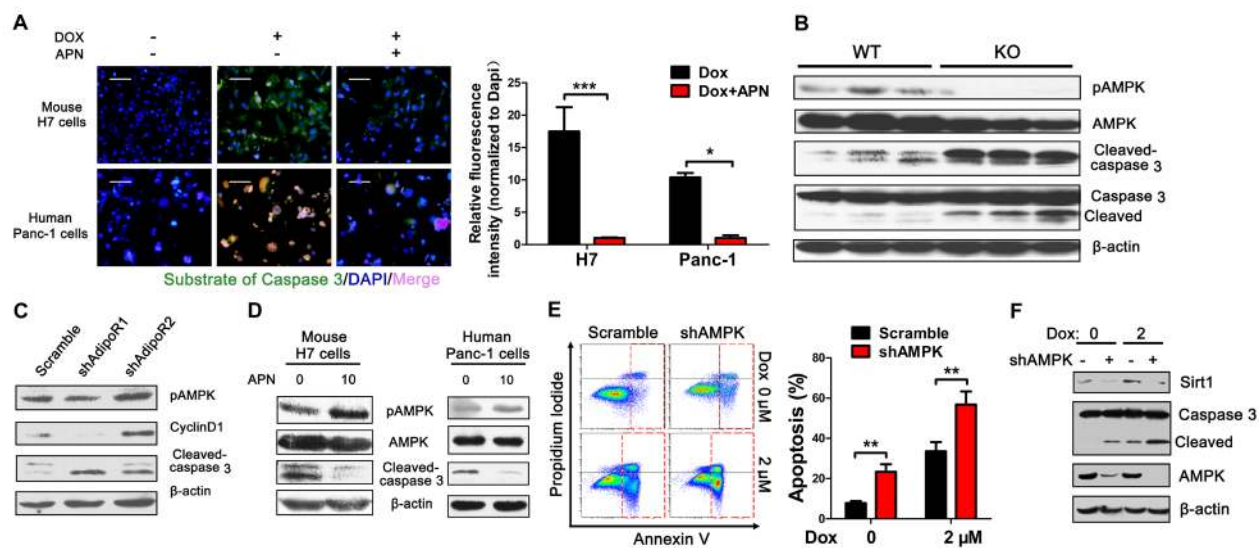 A
DOX - + +
APN - - +
Mouse
H7 cells
Human
Panc-1 cells
Substrate of Caspase 3/DAPI/Merge
Relative fluorescence
intensity (normalized to Dapi)
25
20
15
10
5
0
Dox
Dox+APN
***
*
H7 Panc-1
B
WT KO
pAMPK
AMPK
Cleaved-
caspase 3
Caspase 3
Cleaved
β-actin
C
Scramble
shAdipoR1
shAdipoR2
pAMPK
CyclinD1
Cleaved-
caspase 3
β-actin
D
Mouse
H7 cells
Human
Panc-1 cells
APN 0 10 0 10
pAMPK
AMPK
Cleaved-
caspase 3
β-actin
E
Scramble shAMPK
Propidium Iodide
Dox 0 μM
2 μM
Annexin V
Apoptosis (%)
80
60
40
20
0
Scramble
shAMPK
**
**
Dox 0 2 μM
F
Dox: 0 2
shAMPK - + - +
Sirt1
Caspase 3
Cleaved
AMPK
β-actin